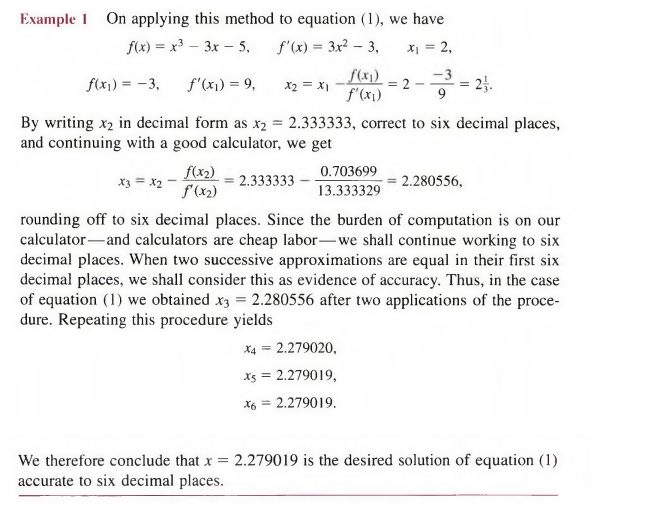 Example 1 On applying this method to equation (1), we have
f(x) = x³ − 3x − 5, f′(x) = 3x² − 3, x₁ = 2,
f(x₁) = −3, f′(x₁) = 9, x₂ = x₁ − f(x₁)/f′(x₁) = 2 − −3/9 = 2⅓.
By writing x₂ in decimal form as x₂ = 2.333333, correct to six decimal places,
and continuing with a good calculator, we get
x₃ = x₂ − f(x₂)/f′(x₂) = 2.333333 − 0.703699/13.333329 = 2.280556,
rounding off to six decimal places. Since the burden of computation is on our
calculator—and calculators are cheap labor—we shall continue working to six
decimal places. When two successive approximations are equal in their first six
decimal places, we shall consider this as evidence of accuracy. Thus, in the case
of equation (1) we obtained x₃ = 2.280556 after two applications of the proce-
dure. Repeating this procedure yields
x₄ = 2.279020,
x₅ = 2.279019,
x₆ = 2.279019.
We therefore conclude that x = 2.279019 is the desired solution of equation (1)
accurate to six decimal places.